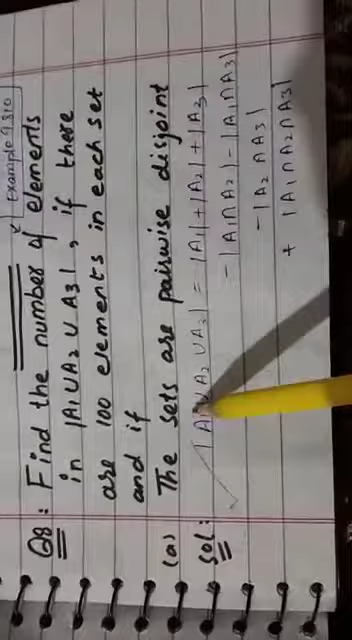 Example 9, 8 10
Q8: Find the number of elements
in |A1 ∪ A2 ∪ A3|, if there
are 100 elements in each set
and if
(a) The sets are pairwise disjoint
Sol: |A1 ∪ A2 ∪ A3| = |A1| + |A2| + |A3|
- |A1 ∩ A2| - |A1 ∩ A3|
- |A2 ∩ A3|
+ |A1 ∩ A2 ∩ A3|